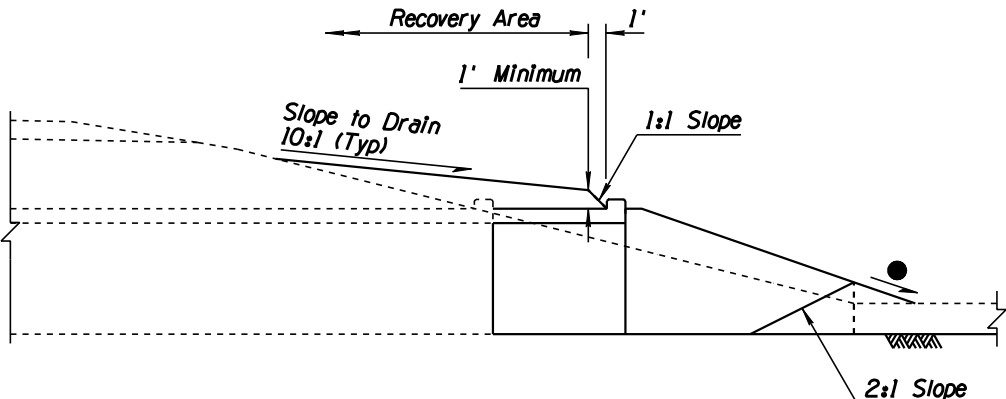 Recovery Area
1'
1' Minimum
Slope to Drain
10:1 (Typ)
1:1 Slope
2:1 Slope